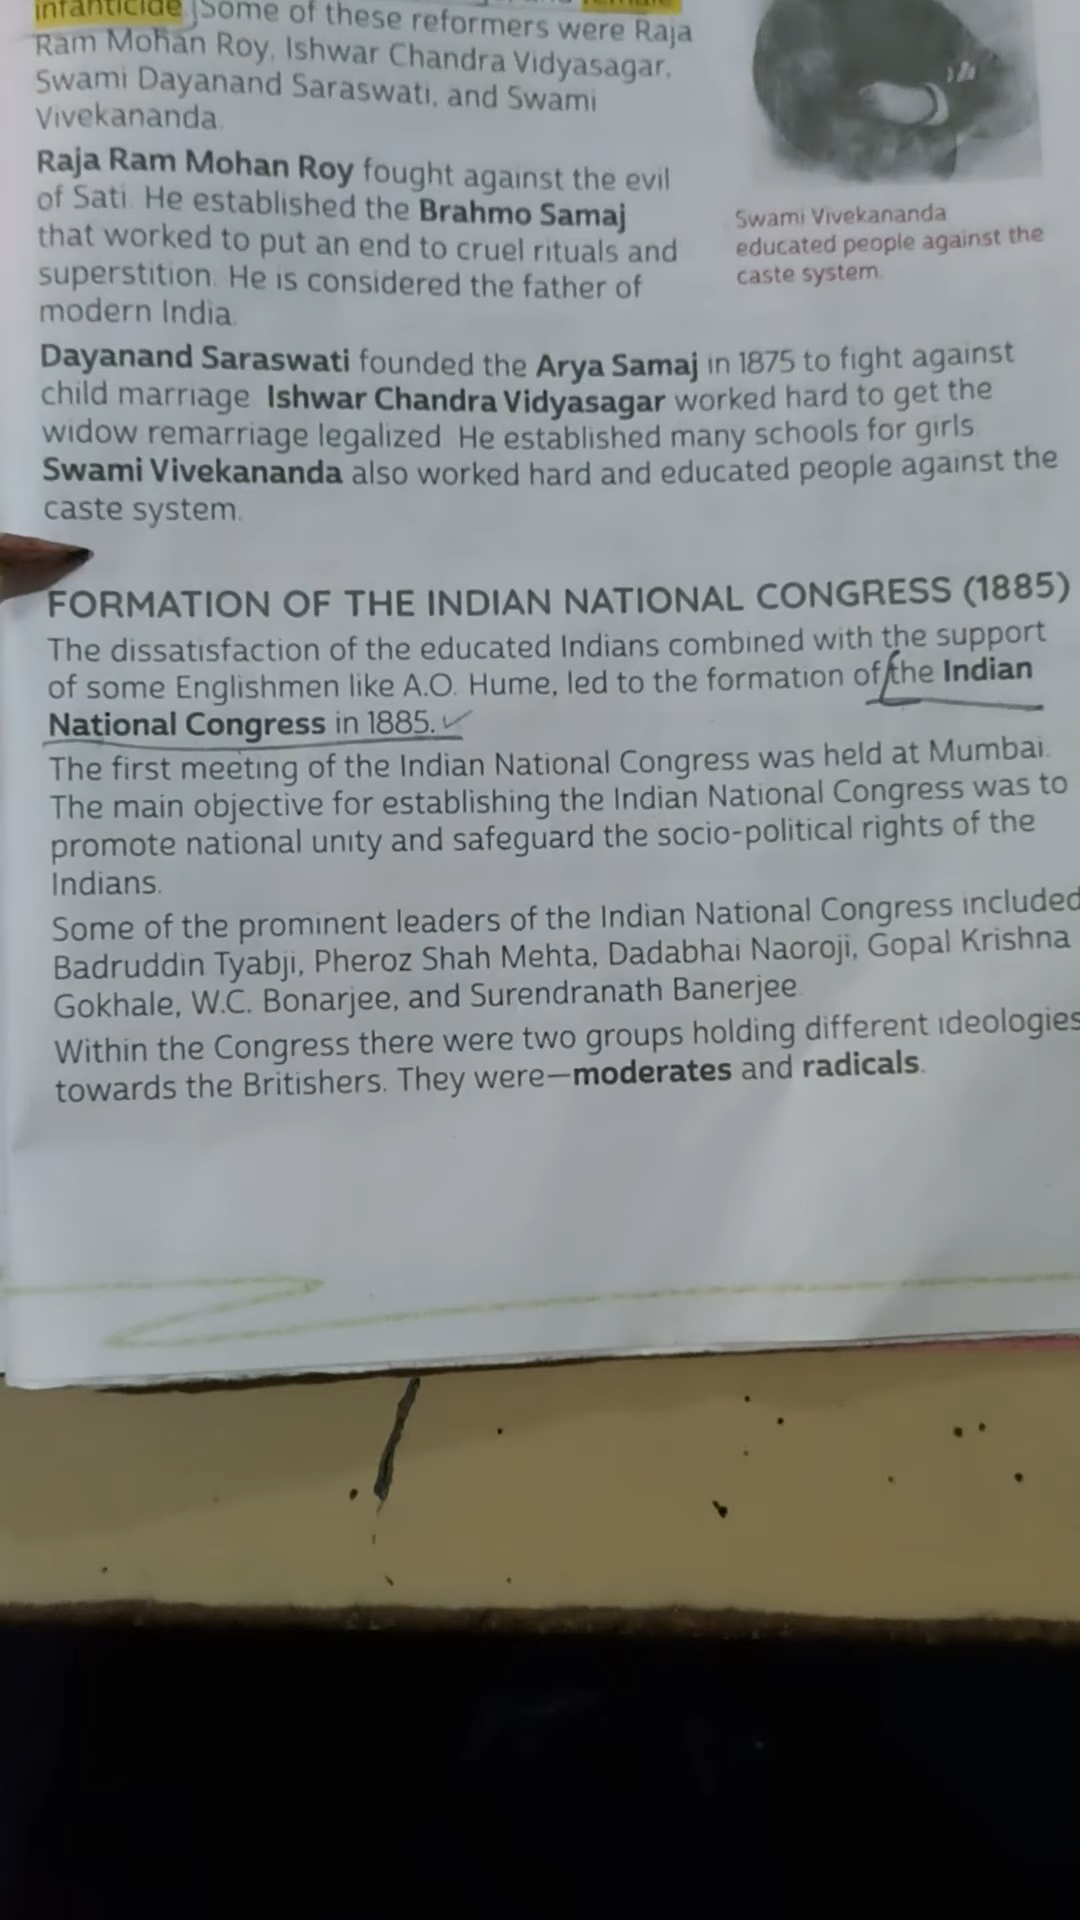 infanticide. Some of these reformers were Raja
Ram Mohan Roy, Ishwar Chandra Vidyasagar,
Swami Dayanand Saraswati, and Swami
Vivekananda.
Raja Ram Mohan Roy fought against the evil
of Sati. He established the Brahmo Samaj
that worked to put an end to cruel rituals and
superstition. He is considered the father of
modern India.
Swami Vivekananda
educated people against the
caste system.
Dayanand Saraswati founded the Arya Samaj in 1875 to fight against
child marriage. Ishwar Chandra Vidyasagar worked hard to get the
widow remarriage legalized. He established many schools for girls.
Swami Vivekananda also worked hard and educated people against the
caste system.
FORMATION OF THE INDIAN NATIONAL CONGRESS (1885)
The dissatisfaction of the educated Indians combined with the support
of some Englishmen like A.O. Hume, led to the formation of the Indian
National Congress in 1885.
The first meeting of the Indian National Congress was held at Mumbai.
The main objective for establishing the Indian National Congress was to
promote national unity and safeguard the socio-political rights of the
Indians.
Some of the prominent leaders of the Indian National Congress included
Badruddin Tyabji, Pheroz Shah Mehta, Dadabhai Naoroji, Gopal Krishna
Gokhale, W.C. Bonarjee, and Surendranath Banerjee.
Within the Congress there were two groups holding different ideologies
towards the Britishers. They were—moderates and radicals.